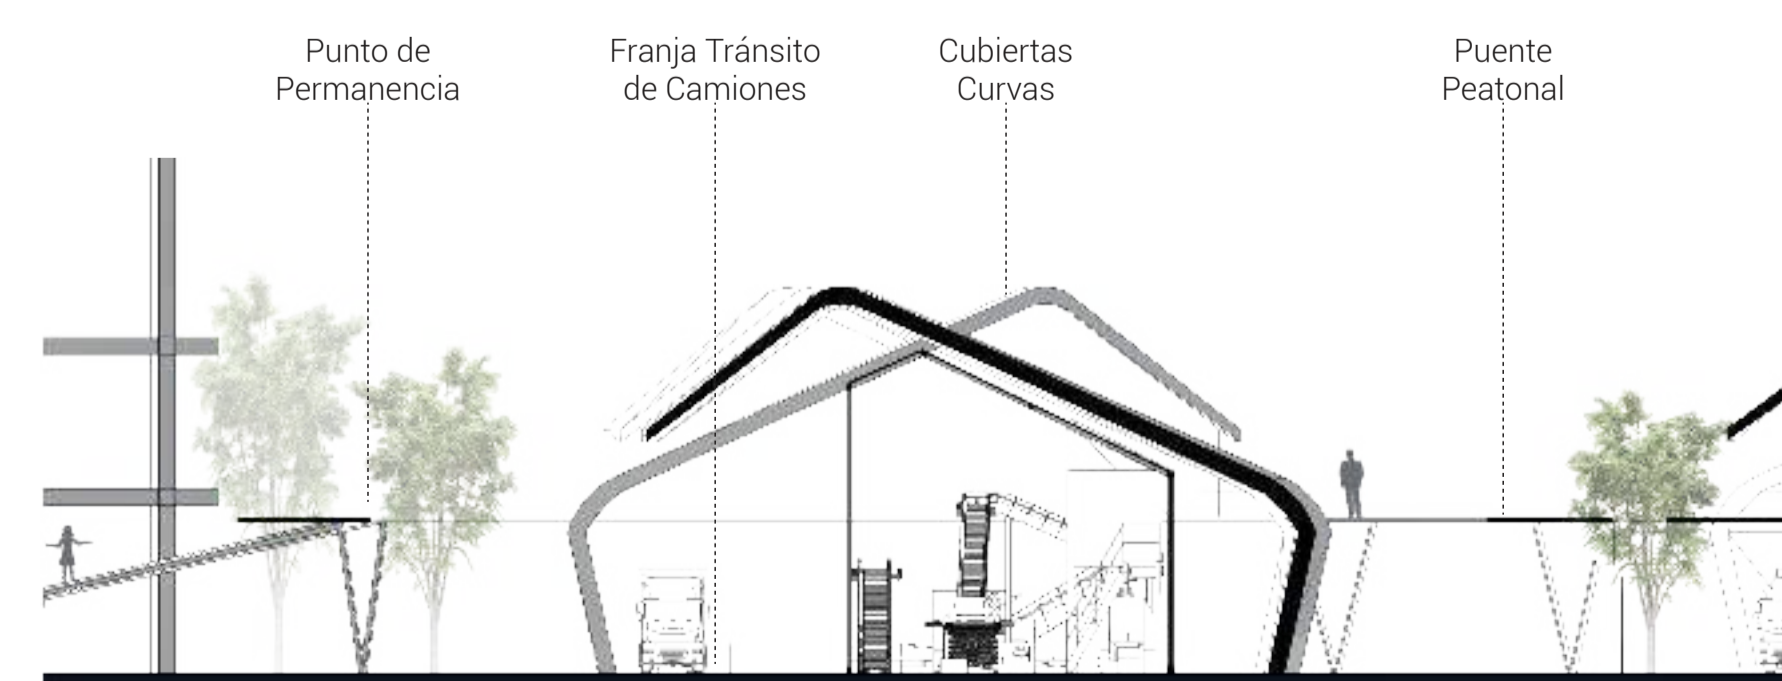 Punto de
Permanencia
Franja Tránsito
de Camiones
Cubiertas
Curvas
Puente
Peatonal